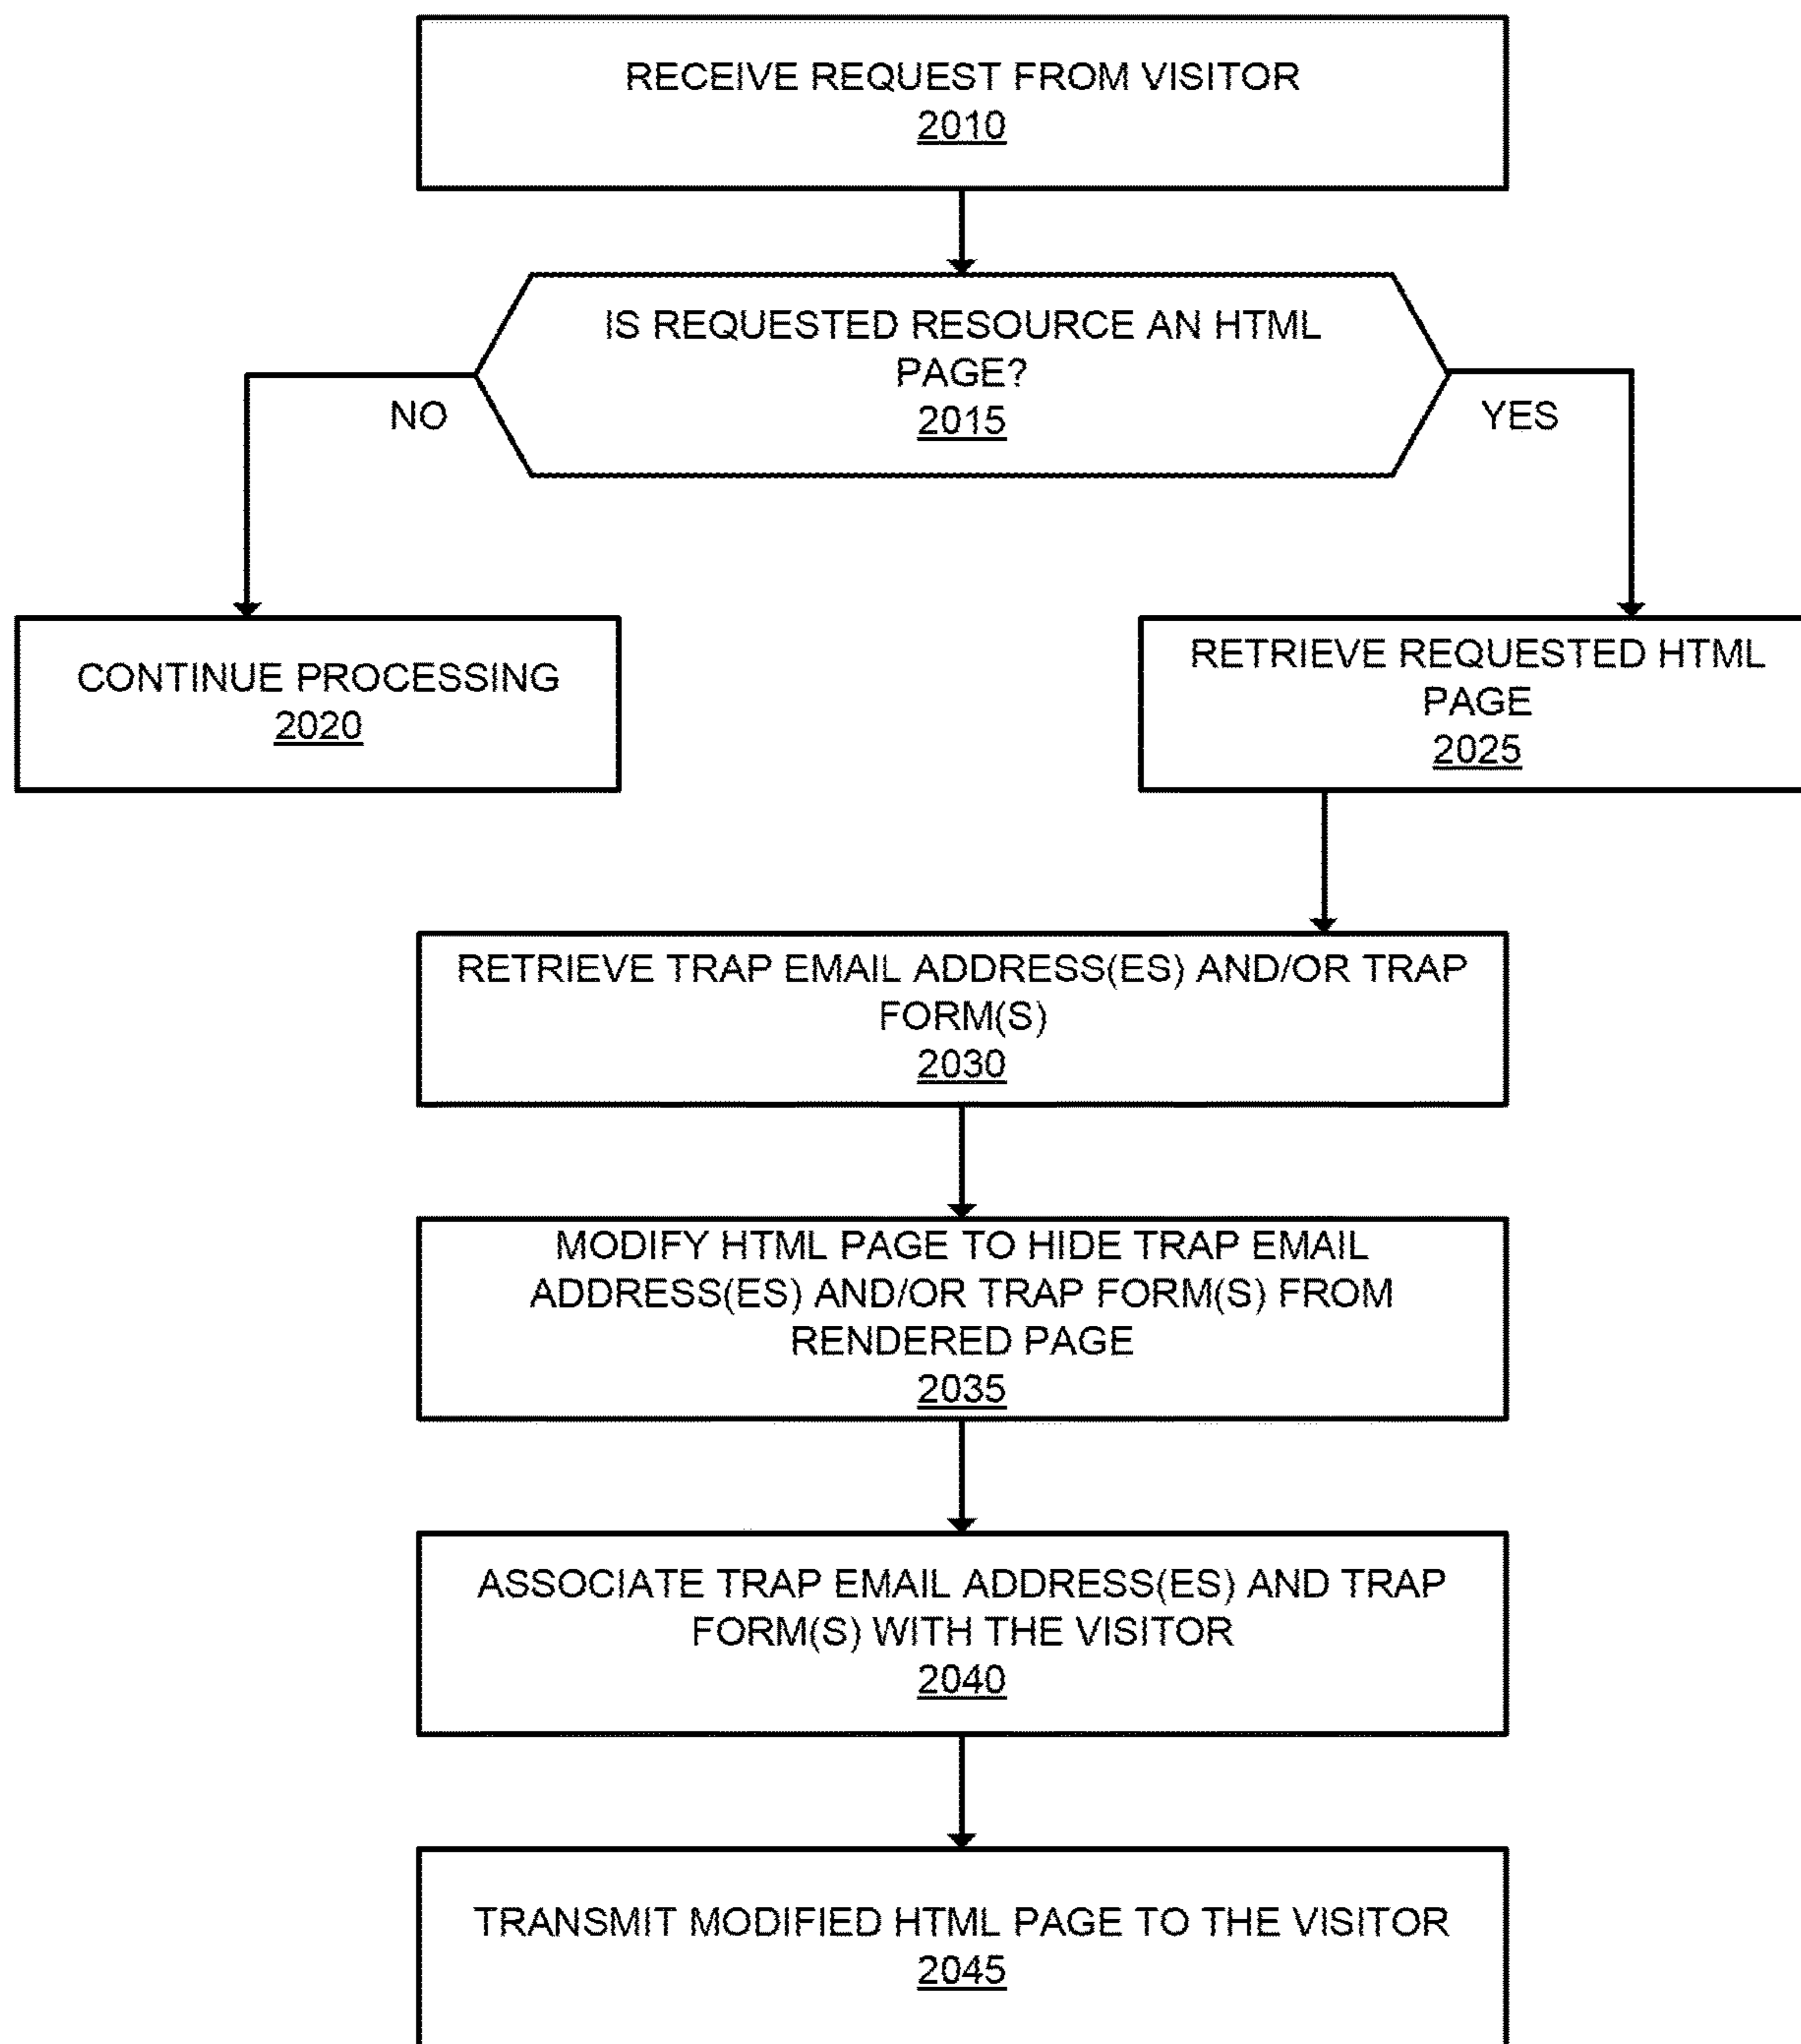 RECEIVE REQUEST FROM VISITOR
2010
IS REQUESTED RESOURCE AN HTML
PAGE?
2015
NO
YES
CONTINUE PROCESSING
2020
RETRIEVE REQUESTED HTML
PAGE
2025
RETRIEVE TRAP EMAIL ADDRESS(ES) AND/OR TRAP
FORM(S)
2030
MODIFY HTML PAGE TO HIDE TRAP EMAIL
ADDRESS(ES) AND/OR TRAP FORM(S) FROM
RENDERED PAGE
2035
ASSOCIATE TRAP EMAIL ADDRESS(ES) AND TRAP
FORM(S) WITH THE VISITOR
2040
TRANSMIT MODIFIED HTML PAGE TO THE VISITOR
2045